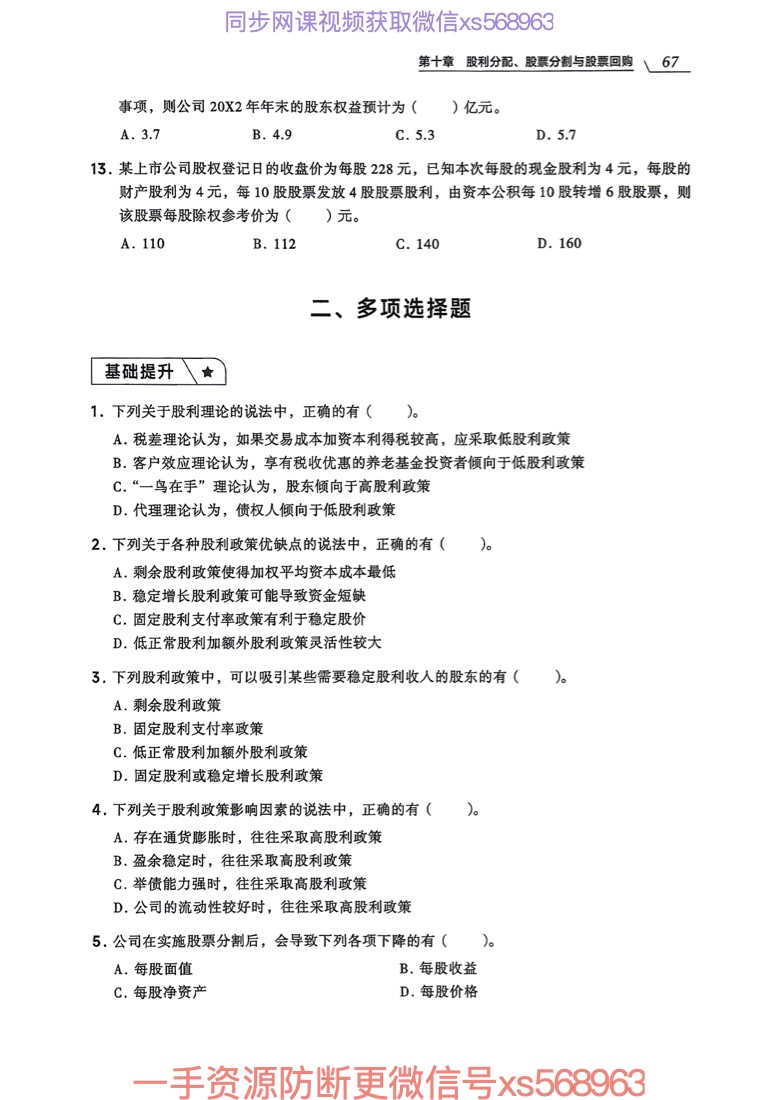 同步网课视频获取微信xs568963
第十章 股利分配、股票分割与股票回购 67
事项，则公司 20X2 年年末的股东权益预计为（ ）亿元。
A. 3.7 B. 4.9 C. 5.3 D. 5.7
13. 某上市公司股权登记日的收盘价为每股 228 元，已知本次每股的现金股利为 4 元，每股的
财产股利为 4 元，每 10 股股票发放 4 股股票股利，由资本公积每 10 股转增 6 股股票，则
该股票每股除权参考价为（ ）元。
A. 110 B. 112 C. 140 D. 160
二、多项选择题
基础提升 ★
1. 下列关于股利理论的说法中，正确的有（ ）。
A. 税差理论认为，如果交易成本加资本利得税较高，应采取低股利政策
B. 客户效应理论认为，享有税收优惠的养老基金投资者倾向于低股利政策
C. “一鸟在手”理论认为，股东倾向于高股利政策
D. 代理理论认为，债权人倾向于低股利政策
2. 下列关于各种股利政策优缺点的说法中，正确的有（ ）。
A. 剩余股利政策使得加权平均资本成本最低
B. 稳定增长股利政策可能导致资金短缺
C. 固定股利支付率政策有利于稳定股价
D. 低正常股利加额外股利政策灵活性较大
3. 下列股利政策中，可以吸引某些需要稳定股利收人的股东的有（ ）。
A. 剩余股利政策
B. 固定股利支付率政策
C. 低正常股利加额外股利政策
D. 固定股利或稳定增长股利政策
4. 下列关于股利政策影响因素的说法中，正确的有（ ）。
A. 存在通货膨胀时，往往采取高股利政策
B. 盈余稳定时，往往采取高股利政策
C. 举债能力强时，往往采取高股利政策
D. 公司的流动性较好时，往往采取高股利政策
5. 公司在实施股票分割后，会导致下列各项下降的有（ ）。
A. 每股面值 B. 每股收益
C. 每股净资产 D. 每股价格
一手资源防断更微信号xs568963